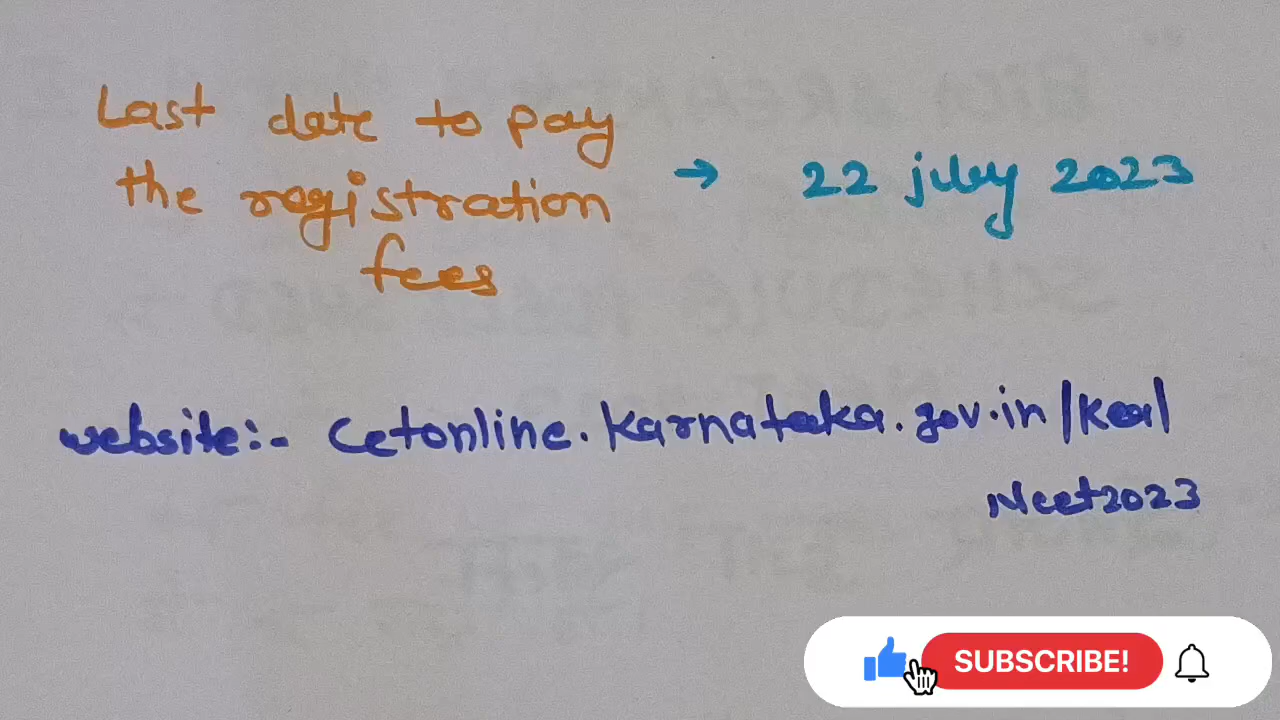 Last date to pay → 22 july 2023
the registration
fees
website:- cetonline.karnataka.gov.in/kea/
Neet2023
SUBSCRIBE!